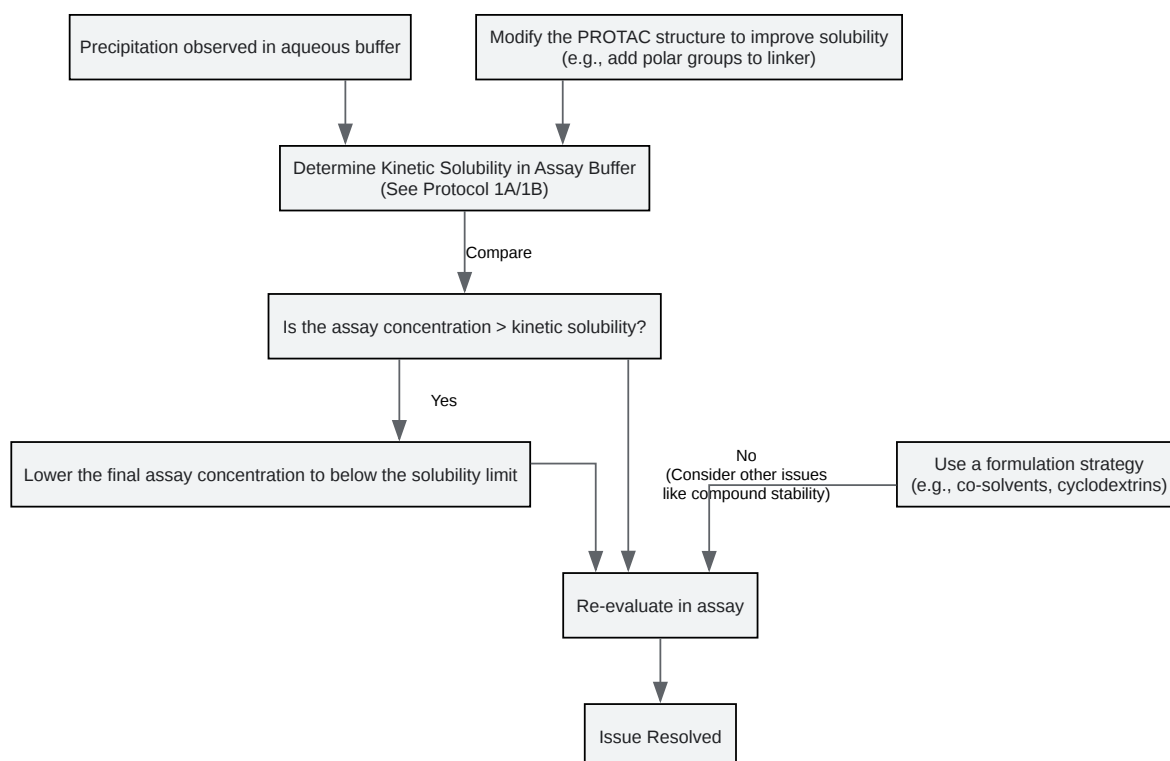 Precipitation observed in aqueous buffer
Modify the PROTAC structure to improve solubility
(e.g., add polar groups to linker)
Determine Kinetic Solubility in Assay Buffer
(See Protocol 1A/1B)
Compare
Is the assay concentration > kinetic solubility?
Yes
Lower the final assay concentration to below the solubility limit
No
(Consider other issues
like compound stability)
Use a formulation strategy
(e.g., co-solvents, cyclodextrins)
Re-evaluate in assay
Issue Resolved